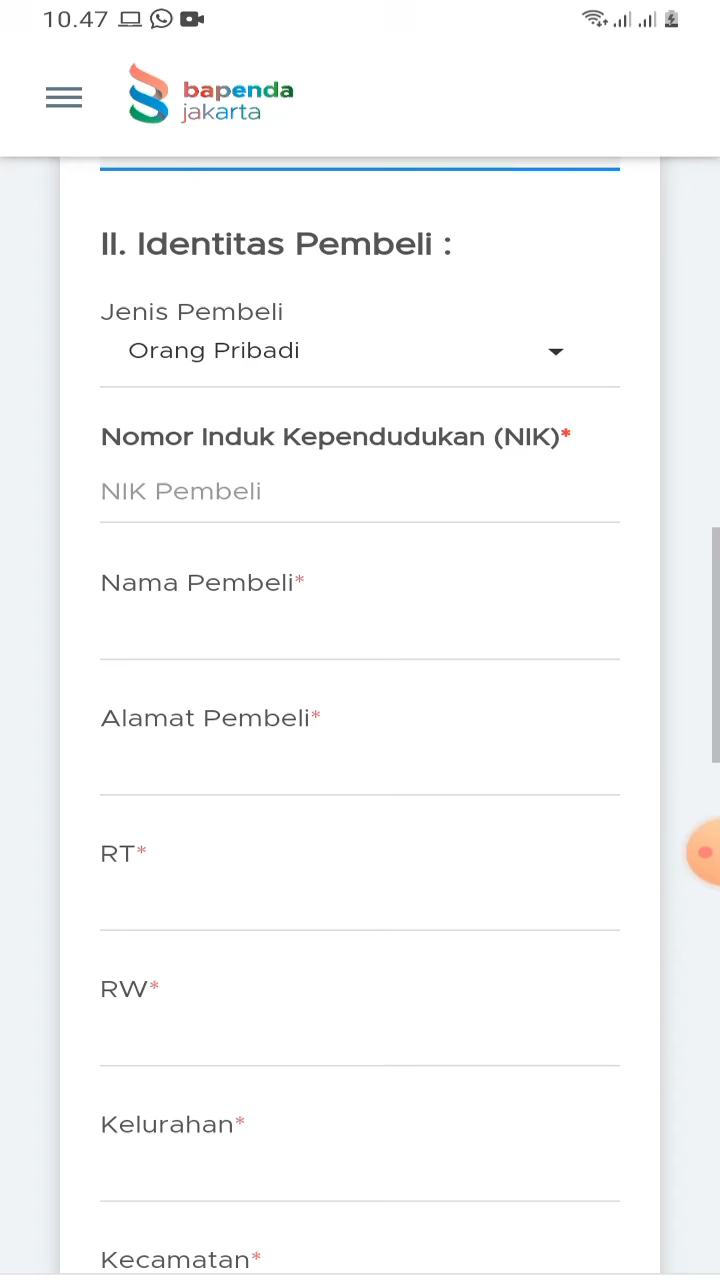 10.47
bapenda
jakarta
II. Identitas Pembeli :
Jenis Pembeli
Orang Pribadi
Nomor Induk Kependudukan (NIK)*
NIK Pembeli
Nama Pembeli*
Alamat Pembeli*
RT*
RW*
Kelurahan*
Kecamatan*